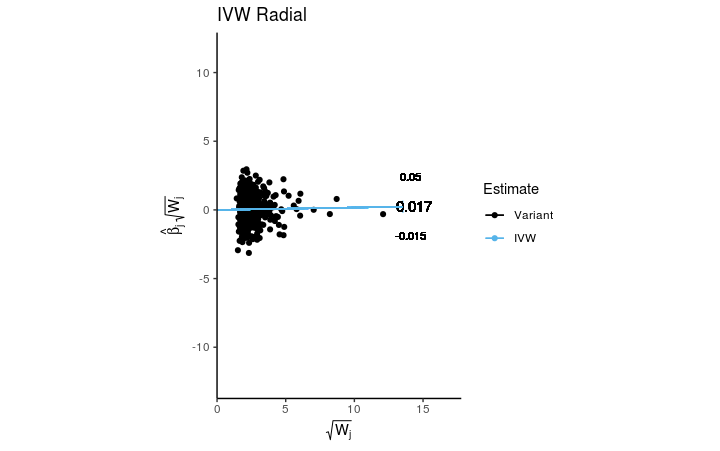 IVW Radial
10
5
0
-5
-10
β̂ⱼ√Wⱼ
0.05
0.017
-0.015
0
5
10
15
√Wⱼ
Estimate
Variant
IVW